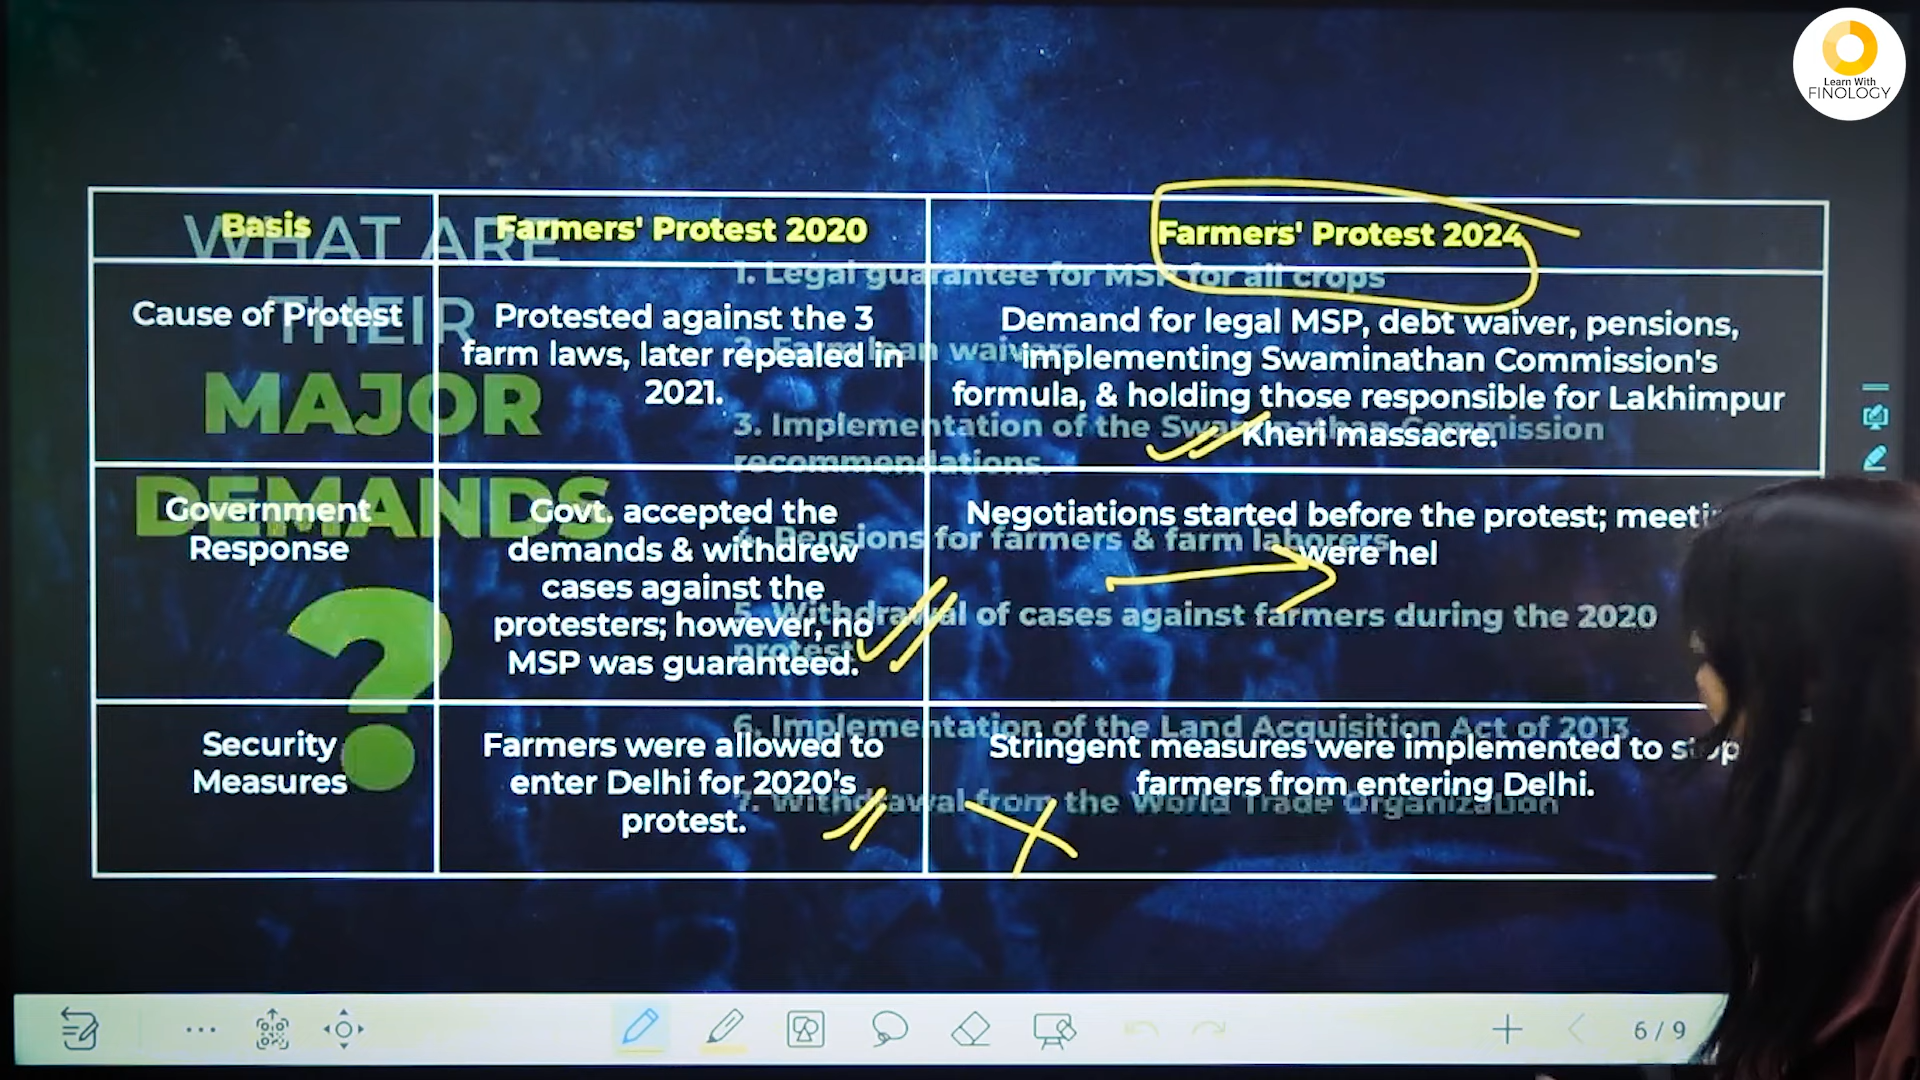 Learn With
FINOLOGY
Basis
Farmers' Protest 2020
Farmers' Protest 2024
Cause of Protest
Protested against the 3
farm laws, later repealed in
2021.
Demand for legal MSP, debt waiver, pensions,
implementing Swaminathan Commission's
formula, & holding those responsible for Lakhimpur
Kheri massacre.
Government
Response
Govt. accepted the
demands & withdrew
cases against the
protesters; however, no
MSP was guaranteed.
Negotiations started before the protest;
were hel
Security
Measures
Farmers were allowed to
enter Delhi for 2020's
protest.
Stringent measures were implemented to stop
farmers from entering Delhi.
WHAT ARE
THEIR
MAJOR
DEMANDS
?
1. Legal guarantee for MSP for all crops
2. Farm loan waivers
3. Implementation of the Swaminathan Commission
recommendations.
4. Pensions for farmers & farm laborers
5. Withdrawal of cases against farmers during the 2020
protest
6. Implementation of the Land Acquisition Act of 2013
7. Withdrawal from the World Trade Organization
6 / 9